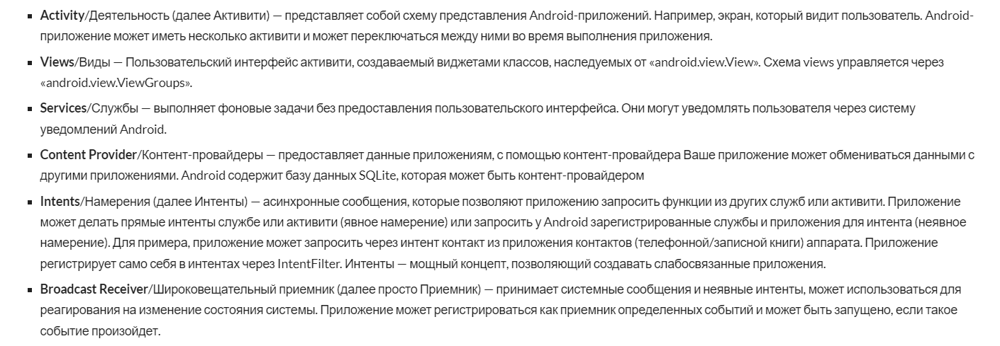 ▪ Activity/Деятельность (далее Активити) — представляет собой схему представления Android-приложений. Например, экран, который видит пользователь. Android-
приложение может иметь несколько активити и может переключаться между ними во время выполнения приложения.
▪ Views/Виды — Пользовательский интерфейс активити, создаваемый виджетами классов, наследуемых от «android.view.View». Схема views управляется через
«android.view.ViewGroups».
▪ Services/Службы — выполняет фоновые задачи без предоставления пользовательского интерфейса. Они могут уведомлять пользователя через систему
уведомлений Android.
▪ Content Provider/Контент-провайдеры — предоставляет данные приложениям, с помощью контент-провайдера Ваше приложение может обмениваться данными с
другими приложениями. Android содержит базу данных SQLite, которая может быть контент-провайдером
▪ Intents/Намерения (далее Интенты) — асинхронные сообщения, которые позволяют приложению запросить функции из других служб или активити. Приложение
может делать прямые интенты службе или активити (явное намерение) или запросить у Android зарегистрированные службы и приложения для интента (неявное
намерение). Для примера, приложение может запросить через интент контакт из приложения контактов (телефонной/записной книги) аппарата. Приложение
регистрирует само себя в интентах через IntentFilter. Интенты — мощный концепт, позволяющий создавать слабосвязанные приложения.
▪ Broadcast Receiver/Широковещательный приемник (далее просто Приемник) — принимает системные сообщения и неявные интенты, может использоваться для
реагирования на изменение состояния системы. Приложение может регистрироваться как приемник определенных событий и может быть запущено, если такое
событие произойдет.